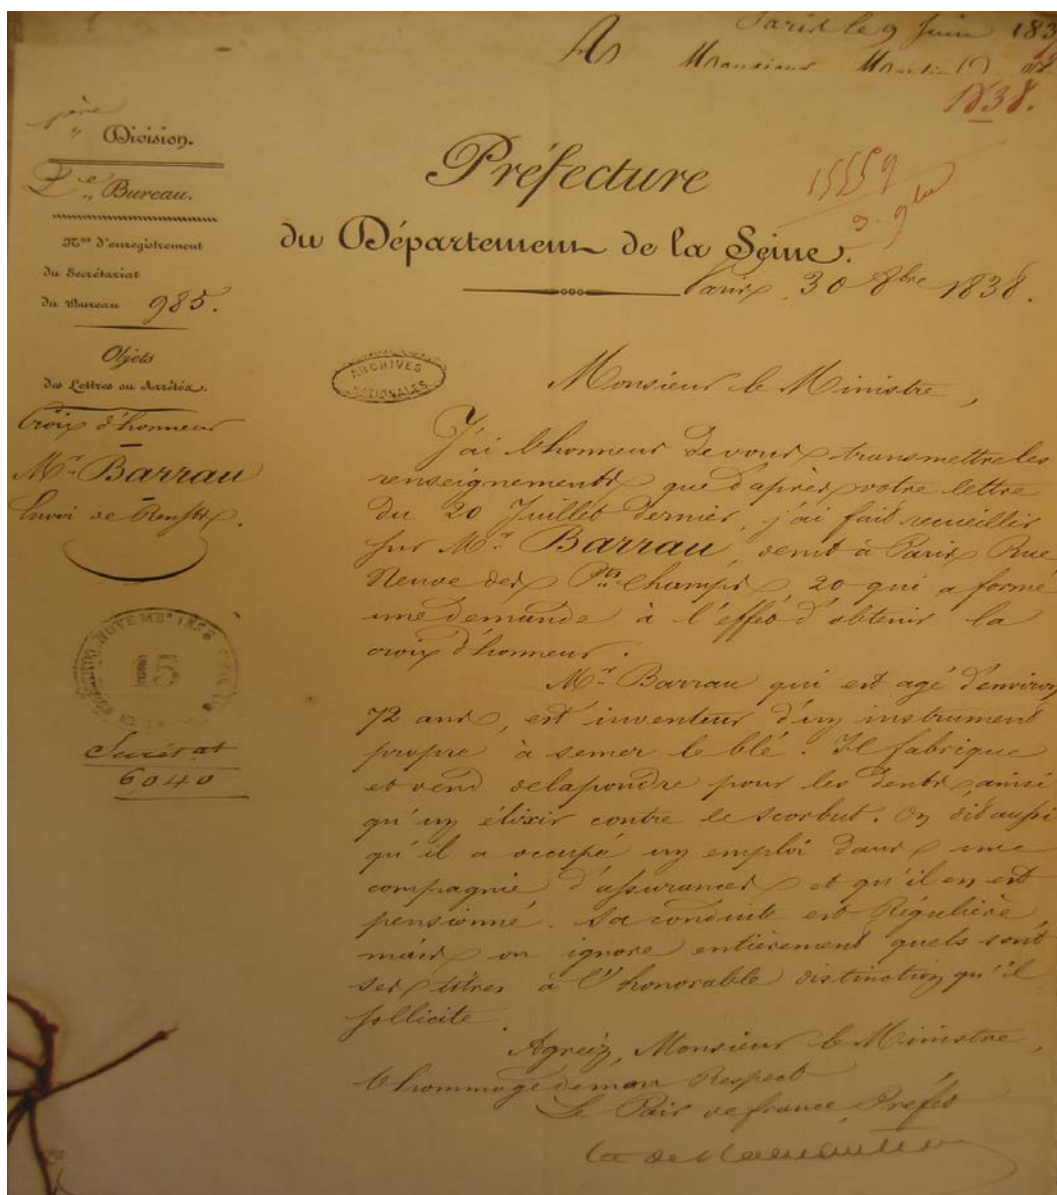 Paris le 9 Juin 183
Monsieur
1838.
1ère Division.
2e Bureau.
Nos d'enregistrement
du Secrétariat
du Bureau 985.
Objets
des Lettres ou Arrêtés.
Croix d'honneur
Mr. Barrau
Envoi de Rensts.
Secrét at
6040
Préfecture
du Département de la Seine.
15559
Paris, 30 8bre 1838.
ARCHIVES
NATIONALES
Monsieur le Ministre,
J'ai l'honneur de vous transmettre les
renseignements que d'après votre lettre
du 20 Juillet dernier, j'ai fait recueillir
sur Mr. Barrau, demt à Paris Rue
Neuve des Pts Champs, 20 qui a formé
une demande à l'effet d'obtenir la
croix d'honneur.
Mr. Barrau qui est agé d'environ
72 ans, est inventeur d'un instrument
propre à semer le blé. Il fabrique
et vend de la poudre pour les dents ainsi
qu'un élixir contre le scorbut. On dit aussi
qu'il a occupé un emploi dans une
compagnie d'assurances et qu'il en est
pensionné. Sa conduite est Régulière,
mais on ignore entièrement quels sont
ses titres à l'honorable distinction qu'il
sollicite.
Agréez, Monsieur le Ministre,
l'hommage de mon Respect
Le Pair de france, Préfet